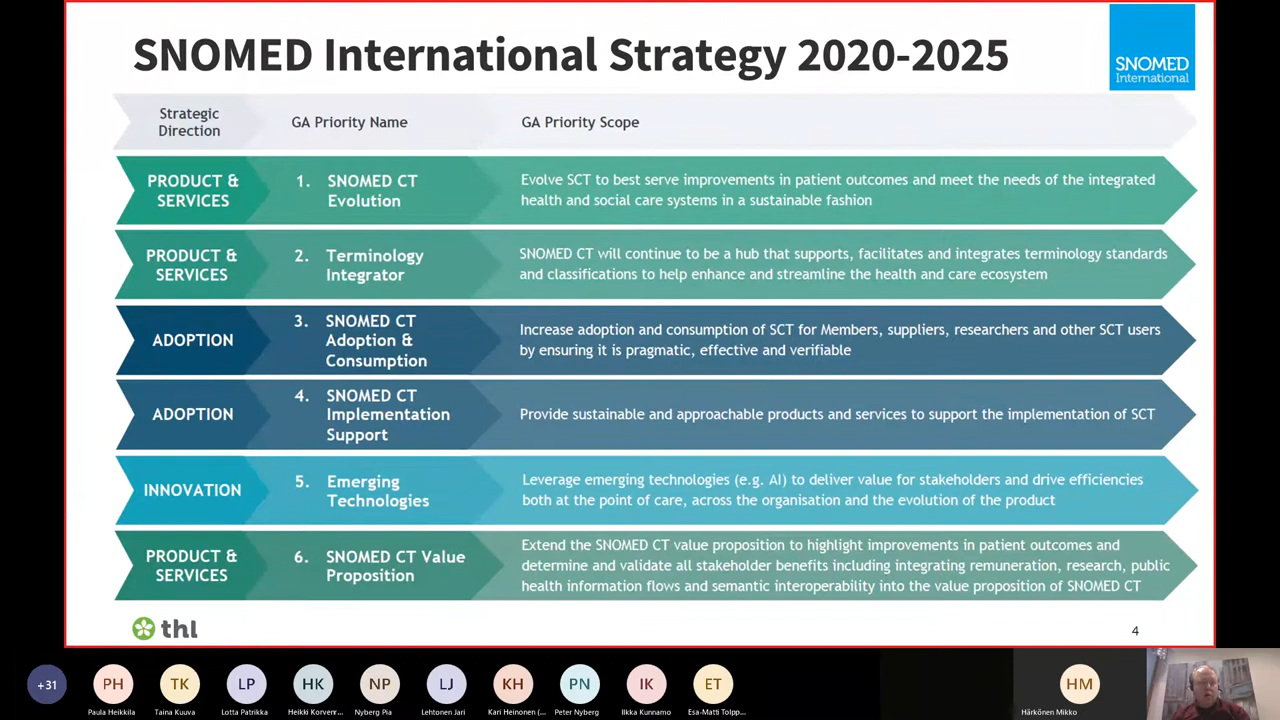 SNOMED International Strategy 2020-2025
SNOMED
International
Strategic
Direction
GA Priority Name
GA Priority Scope
PRODUCT &
SERVICES
1. SNOMED CT
Evolution
Evolve SCT to best serve improvements in patient outcomes and meet the needs of the integrated
health and social care systems in a sustainable fashion
PRODUCT &
SERVICES
2. Terminology
Integrator
SNOMED CT will continue to be a hub that supports, facilitates and integrates terminology standards
and classifications to help enhance and streamline the health and care ecosystem
ADOPTION
3. SNOMED CT
Adoption &
Consumption
Increase adoption and consumption of SCT for Members, suppliers, researchers and other SCT users
by ensuring it is pragmatic, effective and verifiable
ADOPTION
4. SNOMED CT
Implementation
Support
Provide sustainable and approachable products and services to support the implementation of SCT
INNOVATION
5. Emerging
Technologies
Leverage emerging technologies (e.g. AI) to deliver value for stakeholders and drive efficiencies
both at the point of care, across the organisation and the evolution of the product
PRODUCT &
SERVICES
6. SNOMED CT Value
Proposition
Extend the SNOMED CT value proposition to highlight improvements in patient outcomes and
determine and validate all stakeholder benefits including integrating remuneration, research, public
health information flows and semantic interoperability into the value proposition of SNOMED CT
thl
4
+31
PH
TK
LP
HK
NP
LJ
KH
PN
IK
ET
HM
Paula Heikkila
Taina Kuuva
Lotta Patrikka
Heikki Korvenr...
Nyberg Pia
Lehtonen Jari
Kari Heinonen (...
Peter Nyberg
Ilkka Kunnamo
Esa-Matti Tolpp...
Härkönen Mikko